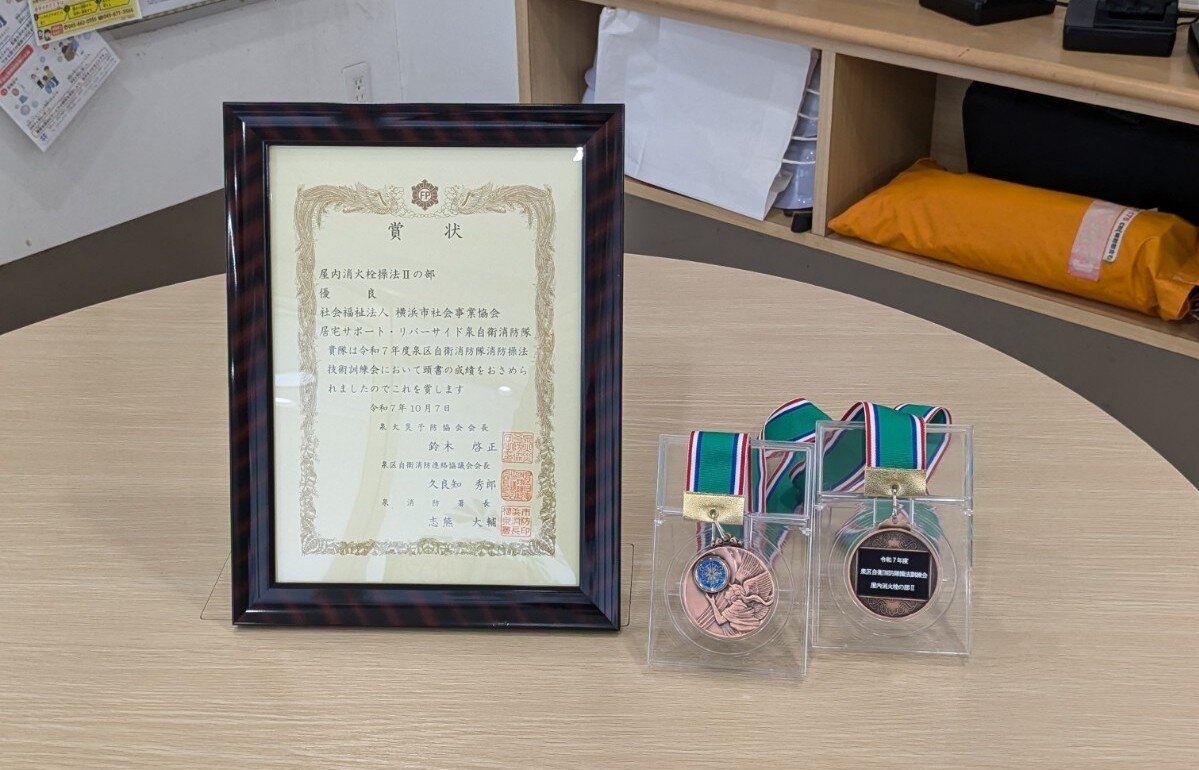 賞 状
屋内消火栓操法Ⅱの部
優 良
社会福祉法人 横浜市社会事業協会
居宅サポート・リバーサイド泉自衛消防隊
貴隊は令和7年度泉区自衛消防隊消防操法
技術訓練会において頭書の成績をおさめら
れましたのでこれを賞します
令和7年10月7日
泉火災予防協会会長
鈴木 啓正
泉区自衛消防連絡協議会会長
久良知 秀郎
泉消防署長
志熊 大輔
令和7年度
泉区自衛消防隊操法訓練会
屋内消火栓の部Ⅱ